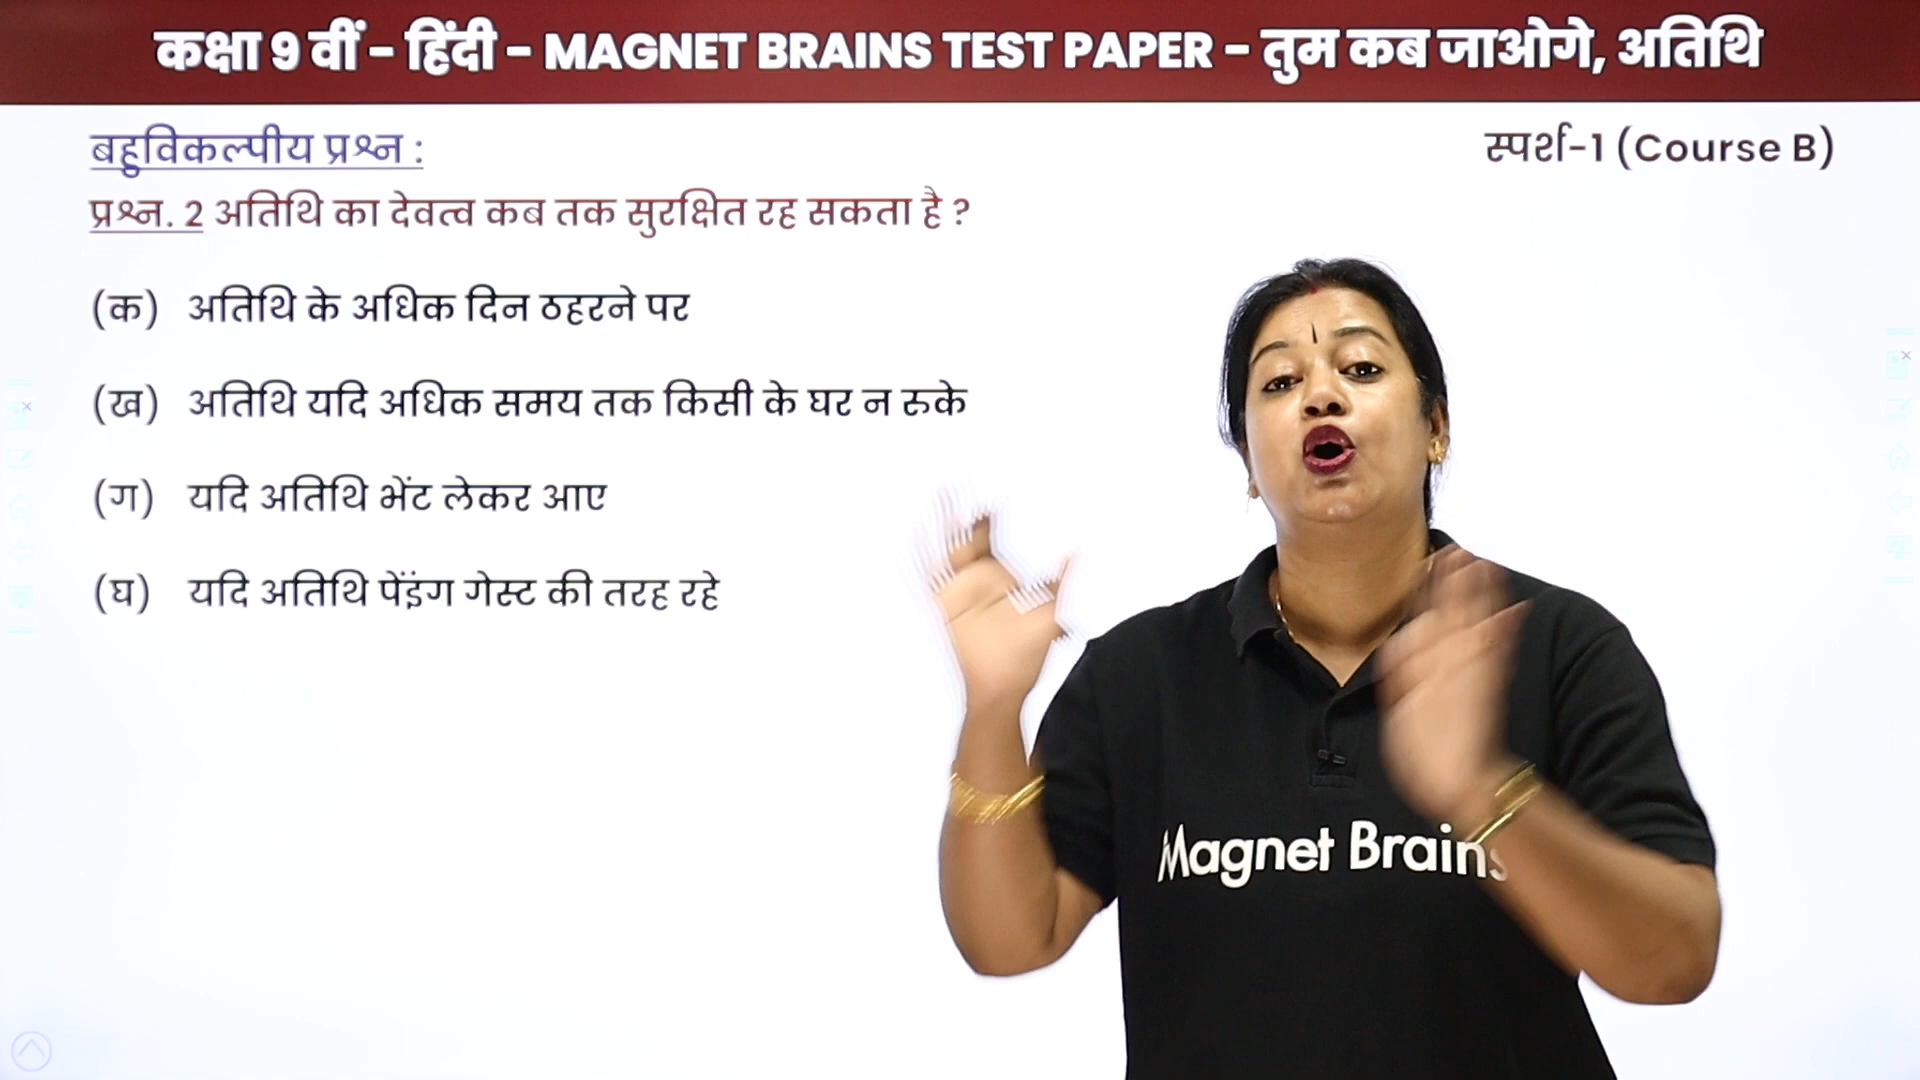 कक्षा 9 वीं - हिंदी - MAGNET BRAINS TEST PAPER - तुम कब जाओगे, अतिथि
बहुविकल्पीय प्रश्न :
स्पर्श-1 (Course B)
प्रश्न. 2 अतिथि का देवत्व कब तक सुरक्षित रह सकता है ?
(क) अतिथि के अधिक दिन ठहरने पर
(ख) अतिथि यदि अधिक समय तक किसी के घर न रुके
(ग) यदि अतिथि भेंट लेकर आए
(घ) यदि अतिथि पेंइंग गेस्ट की तरह रहे
Magnet Brains